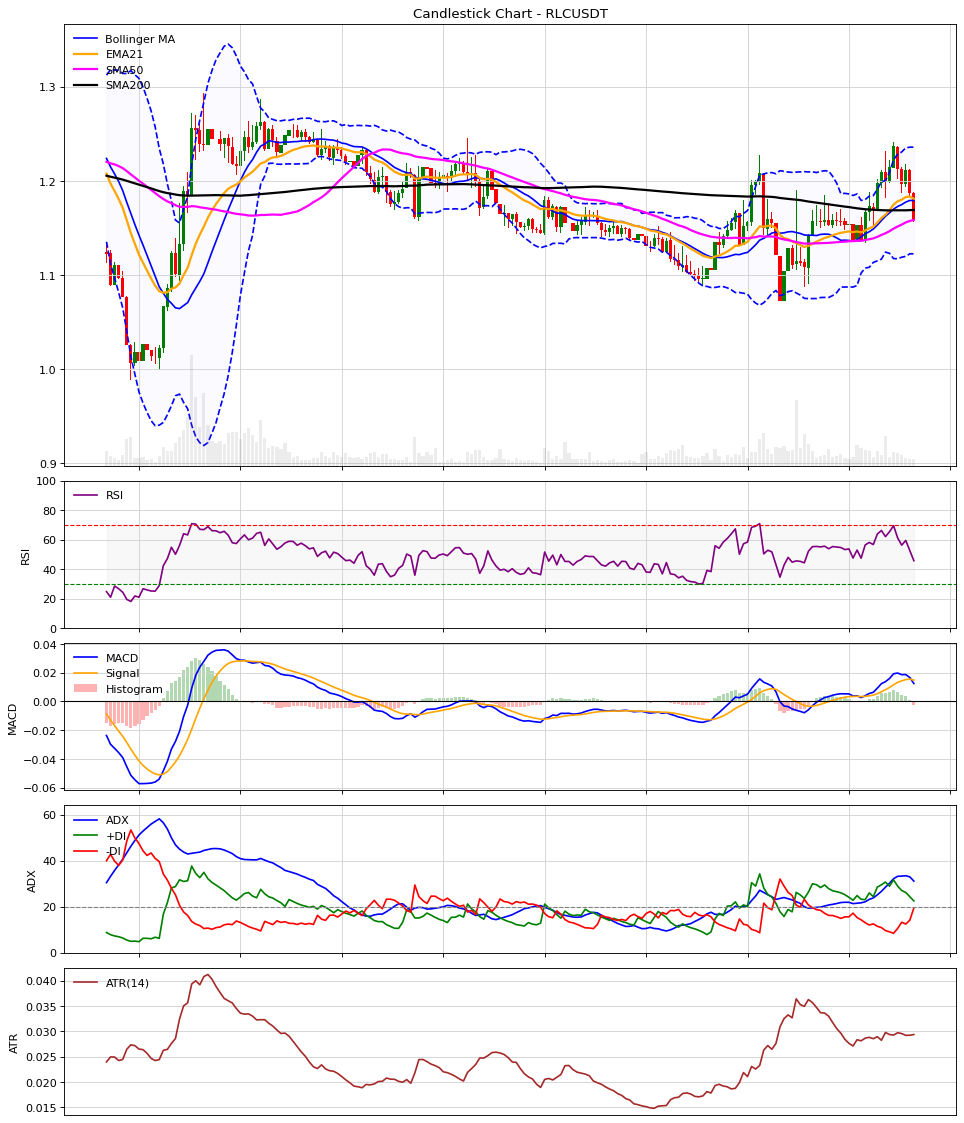 Candlestick Chart - RLCUSDT
Bollinger MA
EMA21
SMA50
SMA200
1.3
1.2
1.1
1.0
0.9
RSI
RSI
100
80
60
40
20
0
MACD
MACD
Signal
Histogram
0.04
0.02
0.00
−0.02
−0.04
−0.06
ADX
ADX
+DI
-DI
60
40
20
0
ATR
ATR(14)
0.040
0.035
0.030
0.025
0.020
0.015